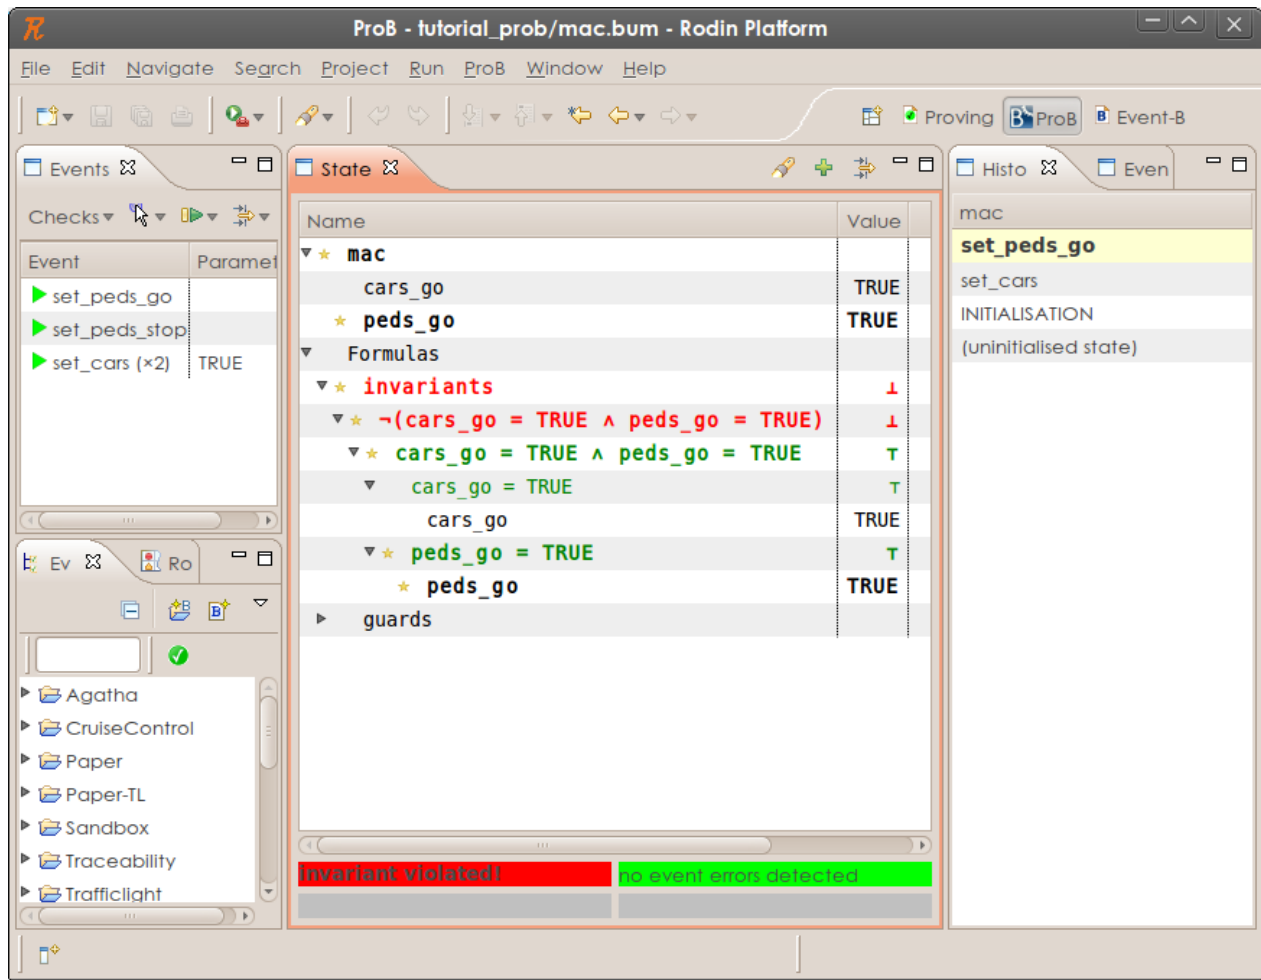 ProB - tutorial_prob/mac.bum - Rodin Platform
File Edit Navigate Search Project Run ProB Window Help
Proving ProB Event-B
Events
Checks
Event Paramet
set_peds_go
set_peds_stop
set_cars (×2) TRUE
Ev Ro
Agatha
CruiseControl
Paper
Paper-TL
Sandbox
Traceability
Trafficlight
State
Name Value
mac
cars_go TRUE
peds_go TRUE
Formulas
invariants ⊥
¬(cars_go = TRUE ∧ peds_go = TRUE) ⊥
cars_go = TRUE ∧ peds_go = TRUE ⊤
cars_go = TRUE ⊤
cars_go TRUE
peds_go = TRUE ⊤
peds_go TRUE
guards
invariant violated! no event errors detected
Histo Even
mac
set_peds_go
set_cars
INITIALISATION
(uninitialised state)